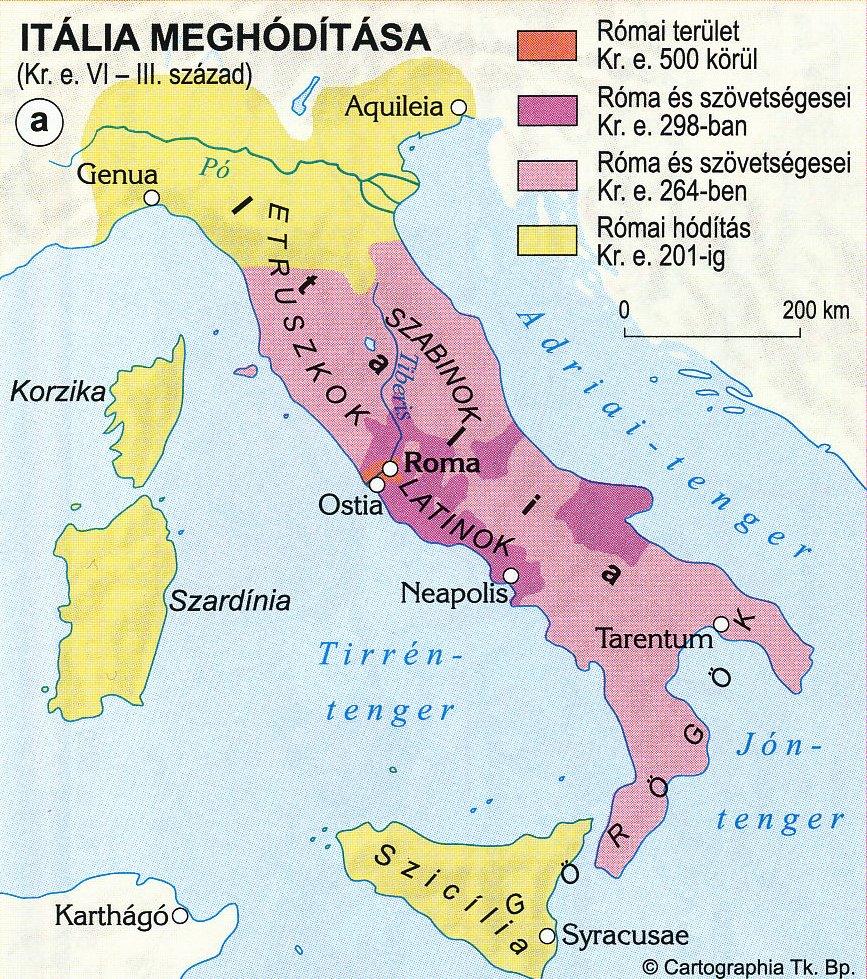 ITÁLIA MEGHÓDÍTÁSA
(Kr. e. VI – III. század)
a
Római terület
Kr. e. 500 körül
Róma és szövetségesei
Kr. e. 298-ban
Róma és szövetségesei
Kr. e. 264-ben
Római hódítás
Kr. e. 201-ig
0 200 km
Aquileia
Pó
Genua
Itália
ETRUSZKOK
SZABINOK
Tiberis
Adriai-tenger
Korzika
Roma
Ostia
LATINOK
Neapolis
Szardínia
Tarentum
Tirrén-
tenger
GÖRÖGÖK
Jón-
tenger
Szicília
Karthágó
Syracusae
© Cartographia Tk. Bp.